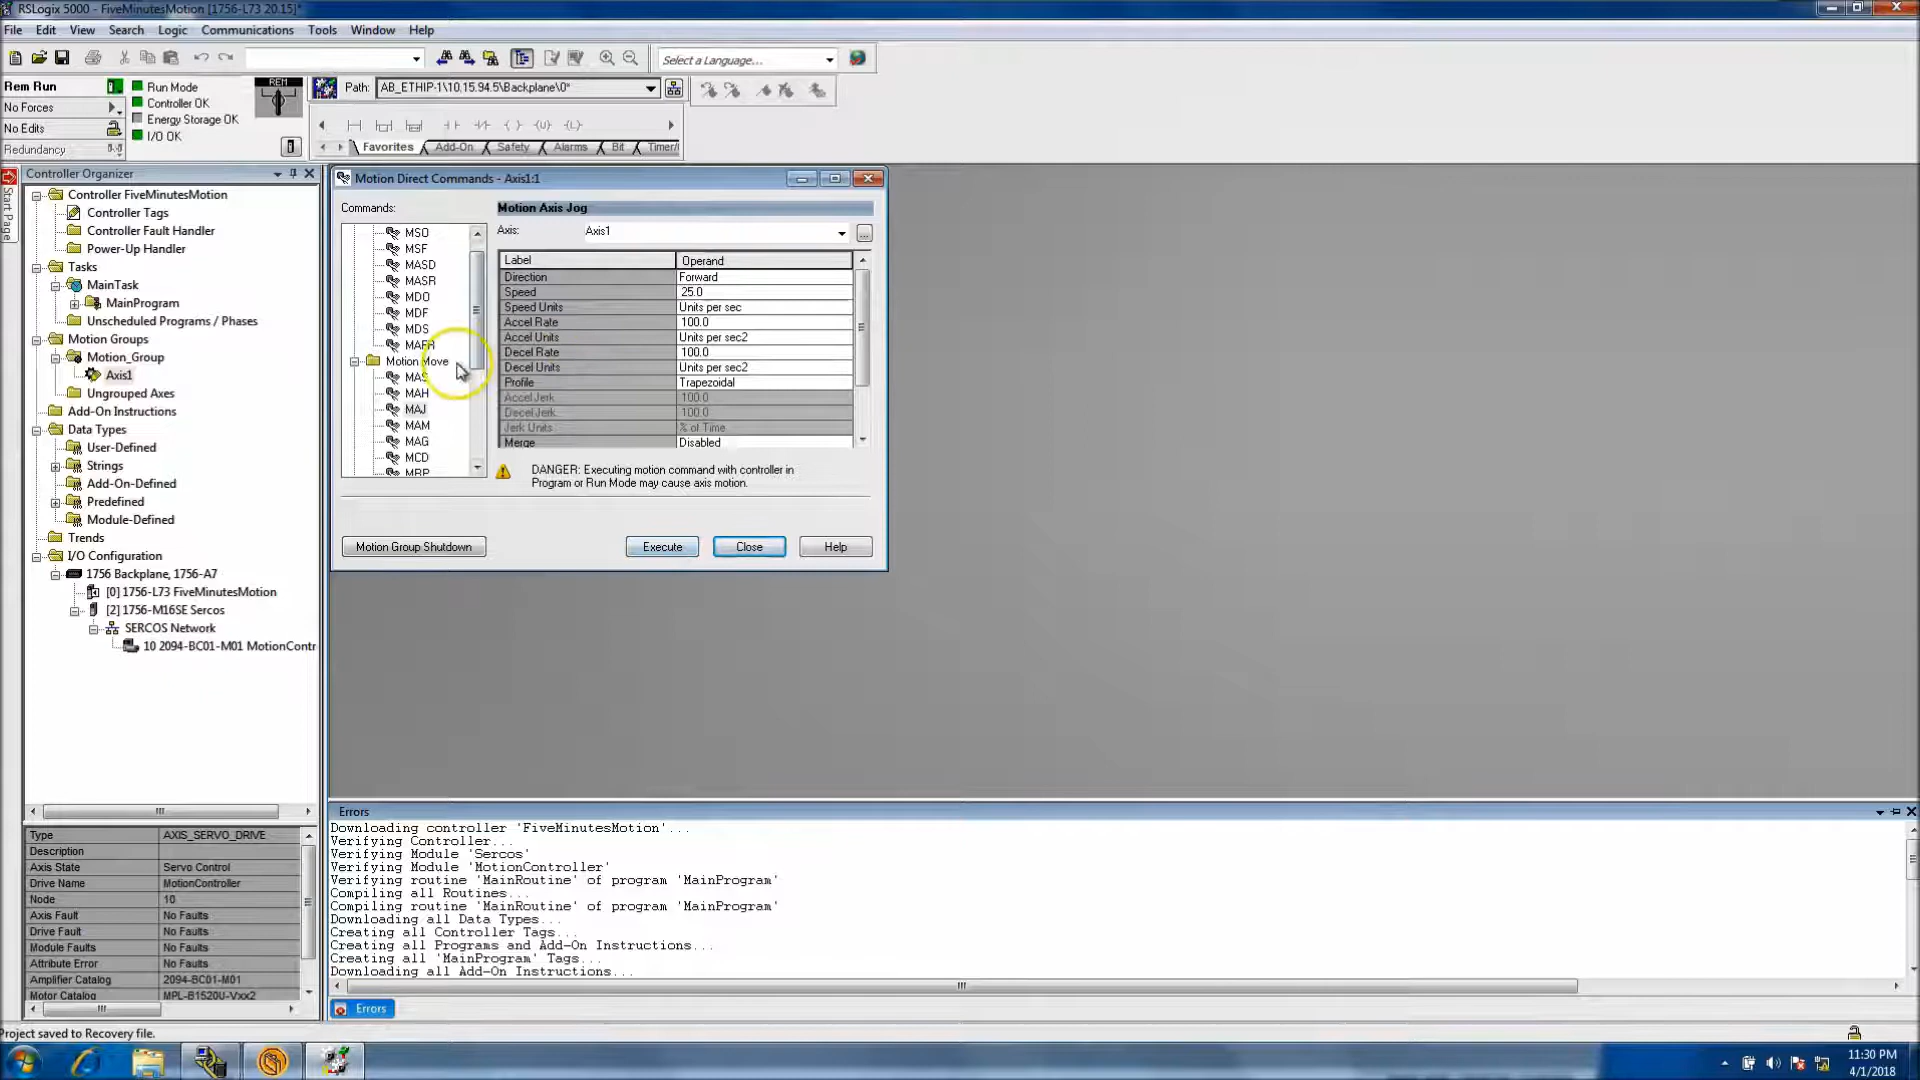 RSLogix 5000 - FiveMinutesMotion [1756-L73 20.15]*
File Edit View Search Logic Communications Tools Window Help
Select a Language...
Rem Run
No Forces
No Edits
Redundancy
Run Mode
Controller OK
Energy Storage OK
I/O OK
REM
Path: AB_ETHIP-1\10.15.94.5\Backplane\0*
Favorites Add-On Safety Alarms Bit Timer/
Start Page
Controller Organizer
Controller FiveMinutesMotion
Controller Tags
Controller Fault Handler
Power-Up Handler
Tasks
MainTask
MainProgram
Unscheduled Programs / Phases
Motion Groups
Motion_Group
Axis1
Ungrouped Axes
Add-On Instructions
Data Types
User-Defined
Strings
Add-On-Defined
Predefined
Module-Defined
Trends
I/O Configuration
1756 Backplane, 1756-A7
[0] 1756-L73 FiveMinutesMotion
[2] 1756-M16SE Sercos
SERCOS Network
10 2094-BC01-M01 MotionContr
Type AXIS_SERVO_DRIVE
Description
Axis State Servo Control
Drive Name MotionController
Node 10
Axis Fault No Faults
Drive Fault No Faults
Module Faults No Faults
Attribute Error No Faults
Amplifier Catalog 2094-BC01-M01
Motor Catalog MPL-B1520U-Vxx2
Motion Direct Commands - Axis1:1
Commands:
MSO
MSF
MASD
MASR
MDO
MDF
MDS
MAFR
Motion Move
MAS
MAH
MAJ
MAM
MAG
MCD
MRP
Motion Axis Jog
Axis: Axis1 ...
Label Operand
Direction Forward
Speed 25.0
Speed Units Units per sec
Accel Rate 100.0
Accel Units Units per sec2
Decel Rate 100.0
Decel Units Units per sec2
Profile Trapezoidal
Accel Jerk 100.0
Decel Jerk 100.0
Jerk Units % of Time
Merge Disabled
DANGER: Executing motion command with controller in
Program or Run Mode may cause axis motion.
Motion Group Shutdown Execute Close Help
Errors
Downloading controller 'FiveMinutesMotion'...
Verifying Controller...
Verifying Module 'Sercos'
Verifying Module 'MotionController'
Verifying routine 'MainRoutine' of program 'MainProgram'
Compiling all Routines...
Compiling routine 'MainRoutine' of program 'MainProgram'
Downloading all Data Types...
Creating all Controller Tags...
Creating all Programs and Add-On Instructions...
Creating all 'MainProgram' Tags...
Downloading all Add-On Instructions...
Errors
Project saved to Recovery file.
11:30 PM
4/1/2018